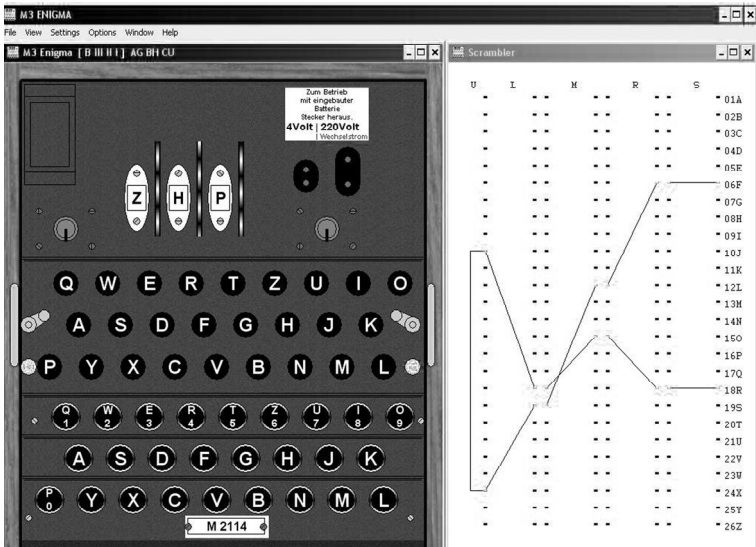 M3 ENIGMA
File View Settings Options Window Help
M3 Enigma [ B III II I ] AG BH CU
Zum Betrieb
mit eingebauter
Batterie
Stecker heraus.
4Volt | 220Volt
| Wechselstrom
Z H P
Q W E R T Z U I O
A S D F G H J K
P Y X C V B N M L
Q W E R T Z U I O
1 2 3 4 5 6 7 8 9
A S D F G H J K
P Y X C V B N M L
0
M 2114
Scrambler
U L M R S
01A
02B
03C
04D
05E
06F
07G
08H
09I
10J
11K
12L
13M
14N
15O
16P
17Q
18R
19S
20T
21U
22V
23W
24X
25Y
26Z